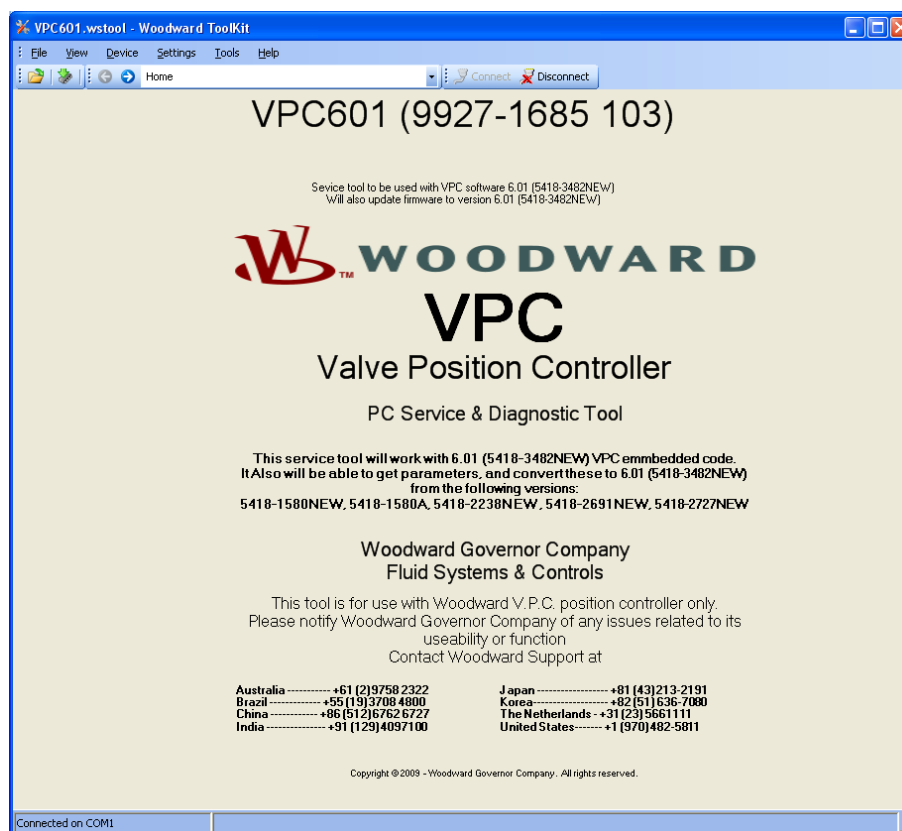 VPC601.wstool - Woodward ToolKit
File View Device Settings Tools Help
Home Connect Disconnect
VPC601 (9927-1685 103)
Sevice tool to be used with VPC software 6.01 (5418-3482NEW)
Will also update firmware to version 6.01 (5418-3482NEW)
W TM WOODWARD
VPC
Valve Position Controller
PC Service & Diagnostic Tool
This service tool will work with 6.01 (5418-3482NEW) VPC emmbedded code.
It Also will be able to get parameters, and convert these to 6.01 (5418-3482NEW)
from the following versions:
5418-1580NEW, 5418-1580A, 5418-2238NEW, 5418-2691NEW, 5418-2727NEW
Woodward Governor Company
Fluid Systems & Controls
This tool is for use with Woodward V.P.C. position controller only.
Please notify Woodward Governor Company of any issues related to its
useability or function
Contact Woodward Support at
Australia ----------- +61 (2) 9758 2322
Brazil ------------- +55 (19) 3708 4800
China ------------ +86 (512) 6762 6727
India ----------------------- +91 (129) 4097100
Japan ------------------ +81 (43) 213-2191
Korea------------------- +82 (51) 636-7080
The Netherlands - +31 (23) 5661111
United States------- +1 (970) 482-5811
Copyright © 2009 - Woodward Governor Company. All rights reserved.
Connected on COM1